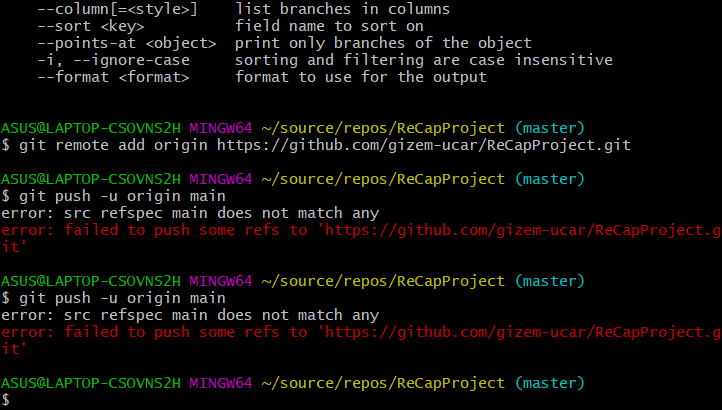 --column[=<style>]    list branches in columns
--sort <key>          field name to sort on
--points-at <object>  print only branches of the object
-i, --ignore-case     sorting and filtering are case insensitive
--format <format>     format to use for the output
ASUS@LAPTOP-CSOVNS2H MINGW64 ~/source/repos/ReCapProject (master)
$ git remote add origin https://github.com/gizem-ucar/ReCapProject.git
ASUS@LAPTOP-CSOVNS2H MINGW64 ~/source/repos/ReCapProject (master)
$ git push -u origin main
error: src refspec main does not match any
error: failed to push some refs to 'https://github.com/gizem-ucar/ReCapProject.g
it'
ASUS@LAPTOP-CSOVNS2H MINGW64 ~/source/repos/ReCapProject (master)
$ git push -u origin main
error: src refspec main does not match any
error: failed to push some refs to 'https://github.com/gizem-ucar/ReCapProject.g
it'
ASUS@LAPTOP-CSOVNS2H MINGW64 ~/source/repos/ReCapProject (master)
$